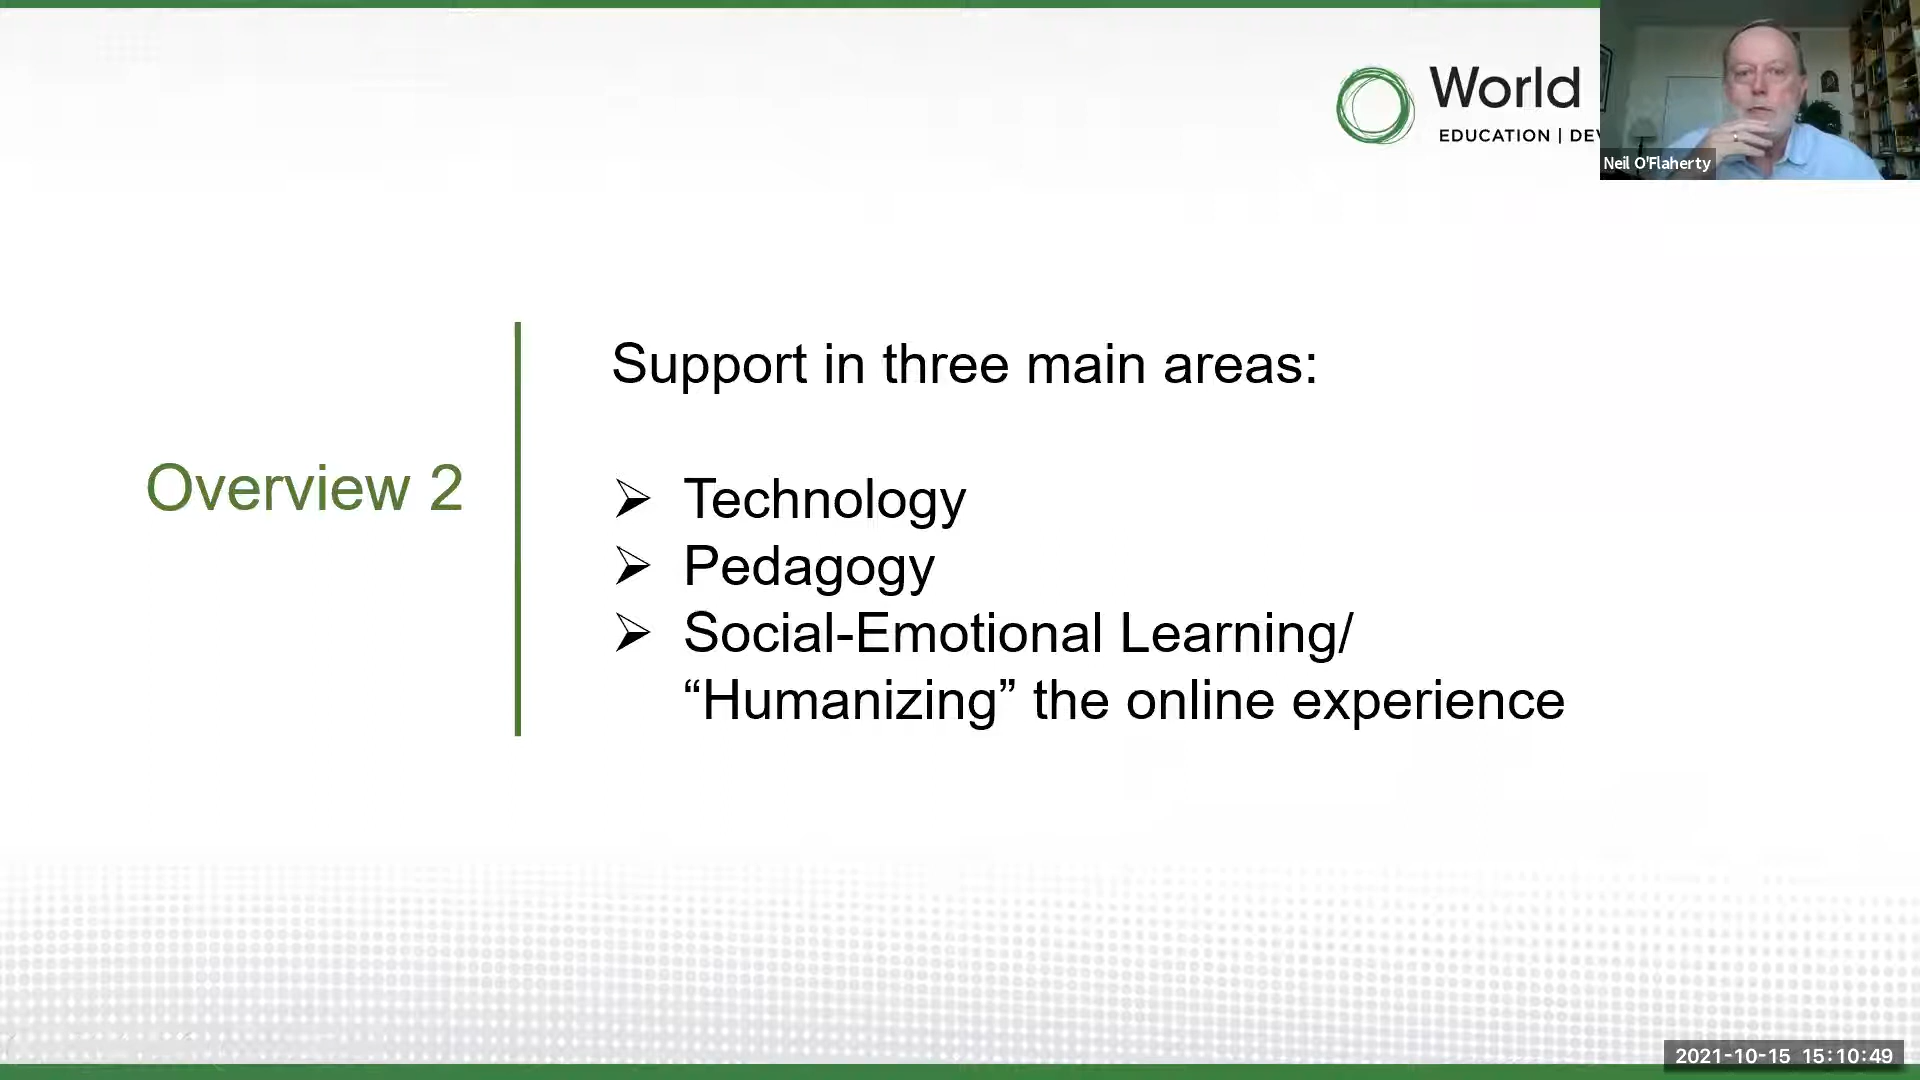 World
EDUCATION | DEV
Neil O'Flaherty
Overview 2
Support in three main areas:
➢ Technology
➢ Pedagogy
➢ Social-Emotional Learning/
“Humanizing” the online experience
2021-10-15 15:10:49